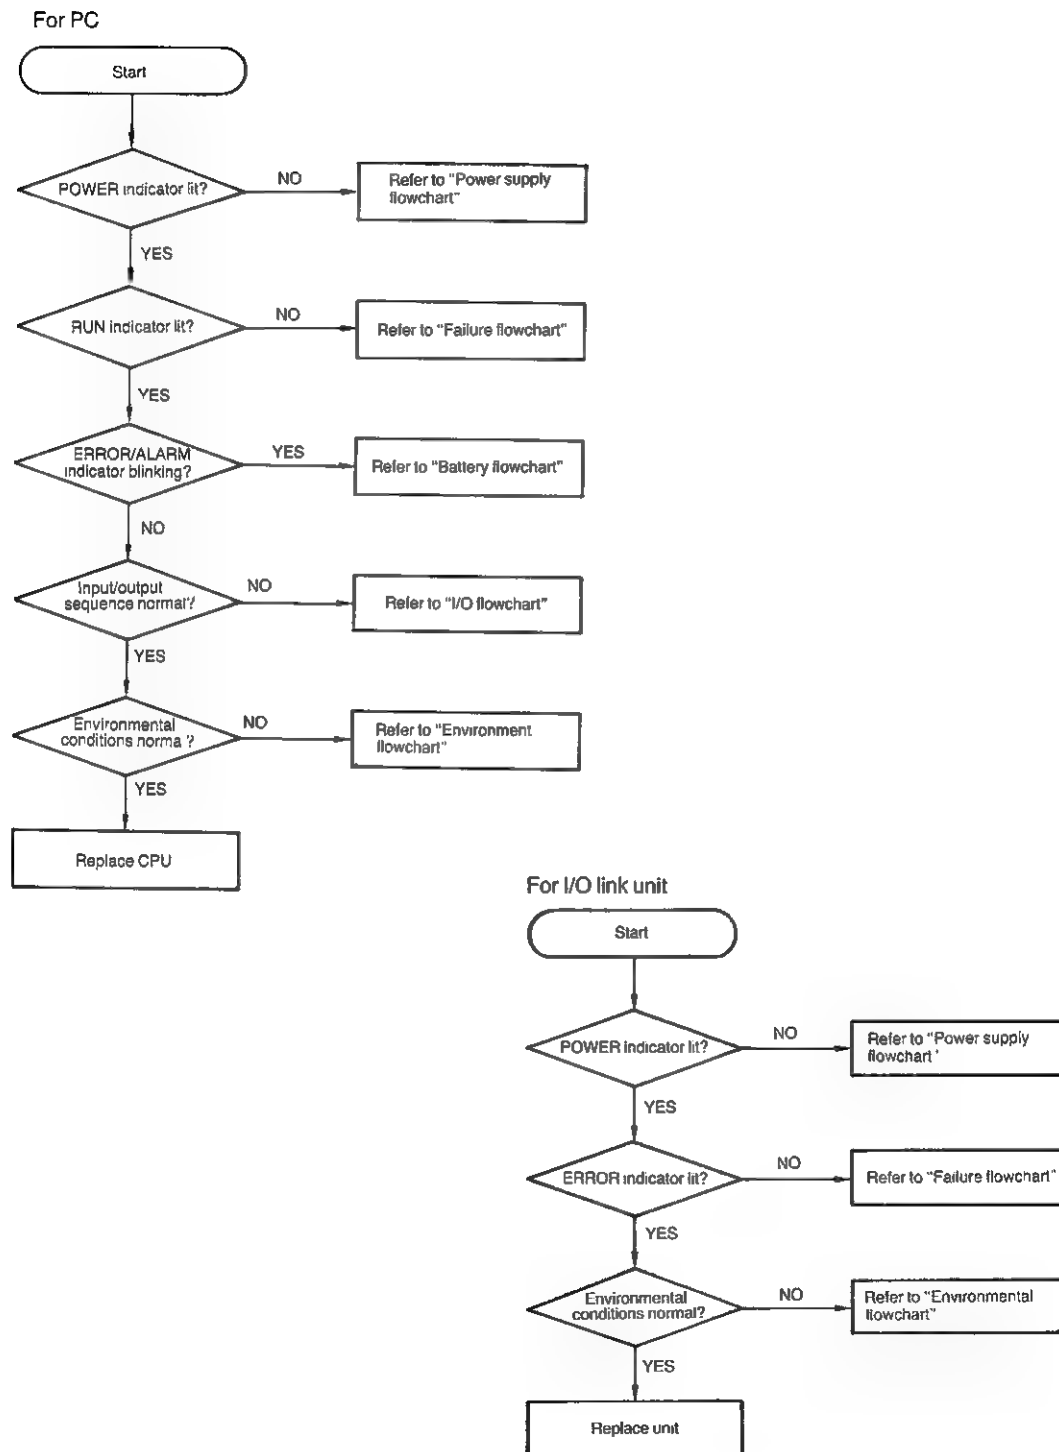 For PC
Start
POWER indicator lit?
NO
Refer to "Power supply
flowchart"
YES
RUN indicator lit?
NO
Refer to "Failure flowchart"
YES
ERROR/ALARM
indicator blinking?
YES
Refer to "Battery flowchart"
NO
Input/output
sequence normal?
NO
Refer to "I/O flowchart"
YES
Environmental
conditions norma ?
NO
Refer to "Environment
flowchart"
YES
Replace CPU
For I/O link unit
Start
POWER indicator lit?
NO
Refer to "Power supply
flowchart"
YES
ERROR indicator lit?
NO
Refer to "Failure flowchart"
YES
Environmental
conditions normal?
NO
Refer to "Environmental
flowchart"
YES
Replace unit